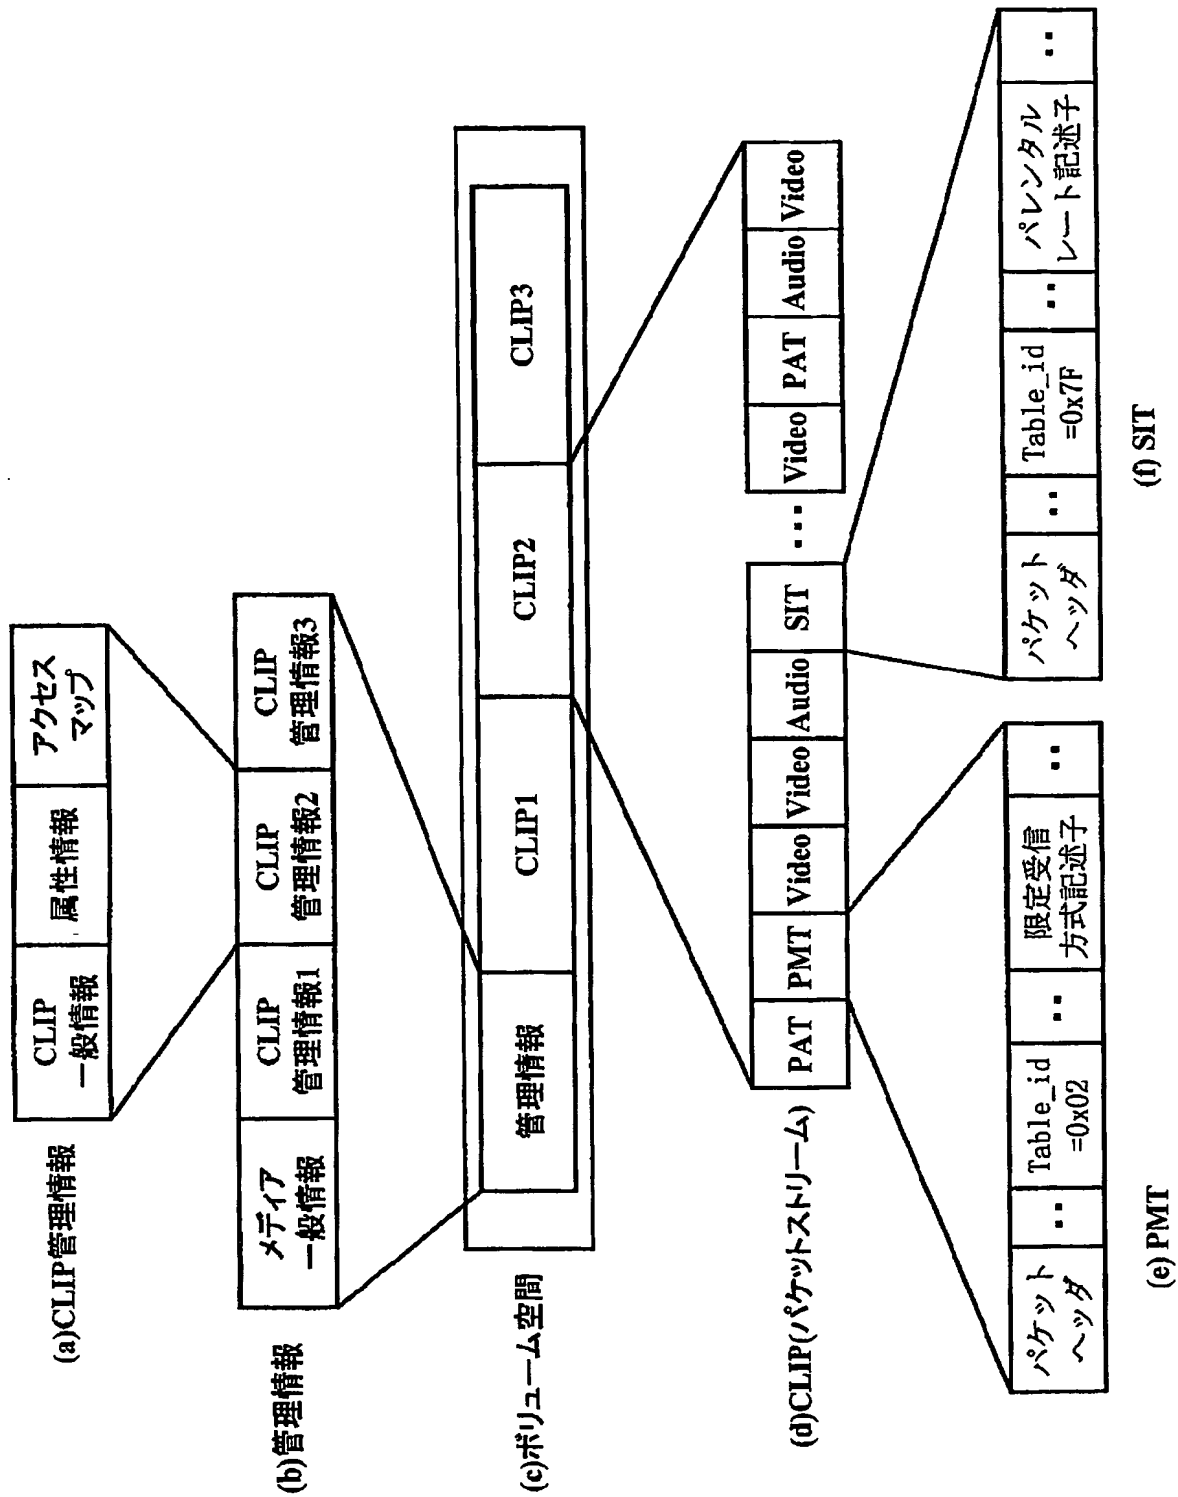 (a)CLIP管理情報
CLIP
一般情報
属性情報
アクセス
マップ
(b)管理情報
メディア
一般情報
CLIP
管理情報1
CLIP
管理情報2
CLIP
管理情報3
(c)ボリューム空間
管理情報
CLIP1
CLIP2
CLIP3
(d)CLIP(パケットストリーム)
PAT
PMT
Video
Video
Audio
SIT
・・・
Video
PAT
Audio
Video
パケット
ヘッダ
・・
Table_id
=0x02
・・
限定受信
方式記述子
・・
(e) PMT
パケット
ヘッダ
・・
Table_id
=0x7F
・・
パレンタル
レート記述子
・・
(f) SIT